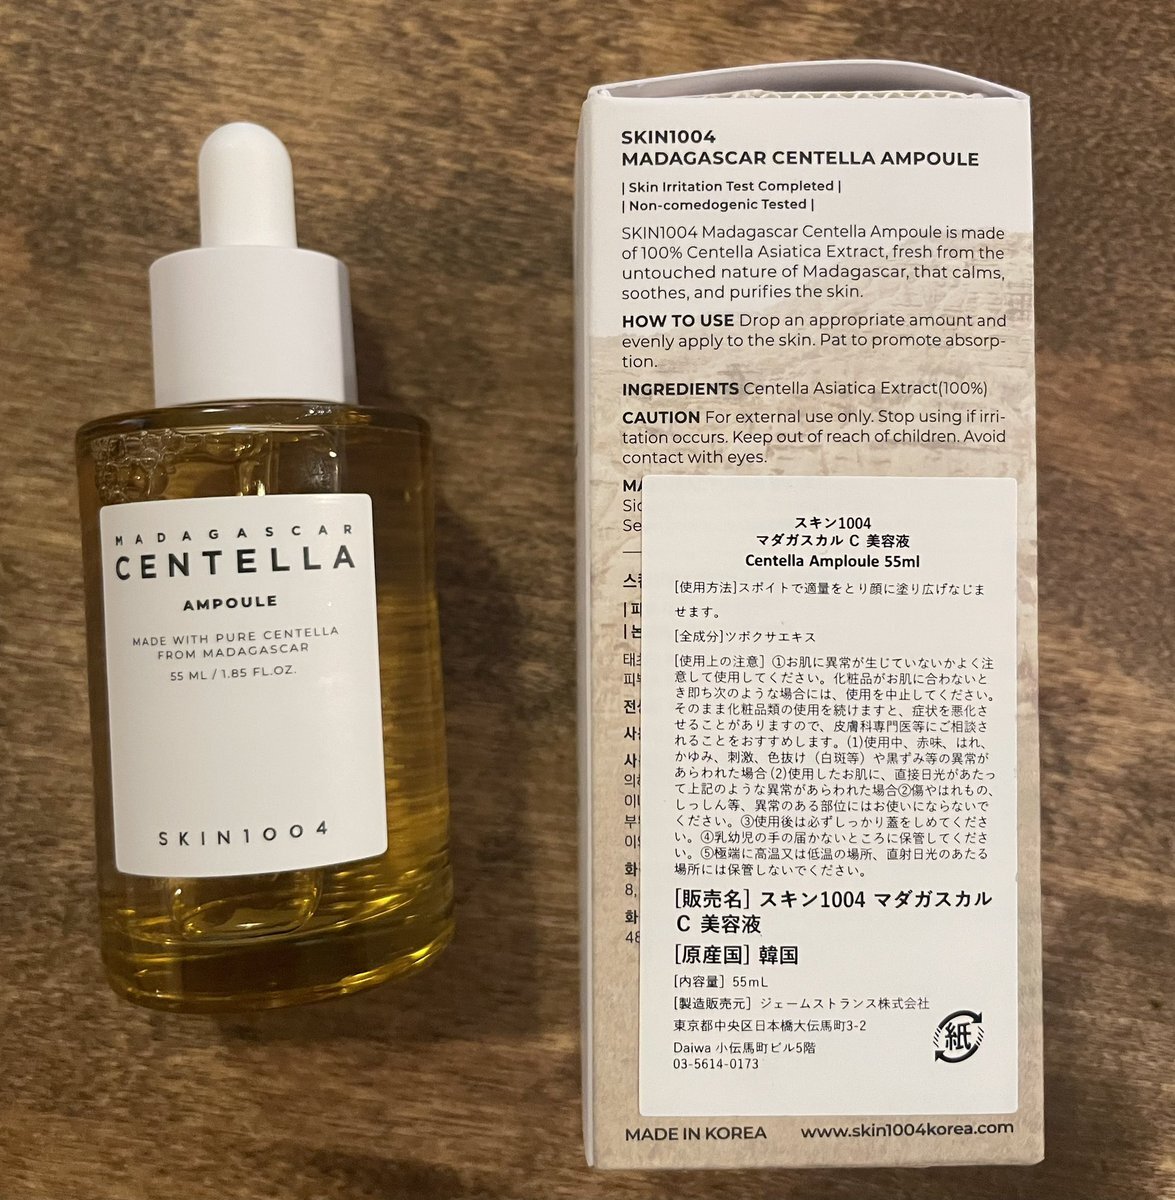 MADAGASCAR
CENTELLA
AMPOULE
MADE WITH PURE CENTELLA
FROM MADAGASCAR
55 ML / 1.85 FL.OZ.
SKIN1004
SKIN1004
MADAGASCAR CENTELLA AMPOULE
| Skin Irritation Test Completed |
| Non-comedogenic Tested |
SKIN1004 Madagascar Centella Ampoule is made
of 100% Centella Asiatica Extract, fresh from the
untouched nature of Madagascar, that calms,
soothes, and purifies the skin.
HOW TO USE Drop an appropriate amount and
evenly apply to the skin. Pat to promote absorp-
tion.
INGREDIENTS Centella Asiatica Extract(100%)
CAUTION For external use only. Stop using if irri-
tation occurs. Keep out of reach of children. Avoid
contact with eyes.
スキン1004
マダガスカル C 美容液
Centella Amploule 55ml
[使用方法]スポイトで適量をとり顔に塗り広げなじま
せます。
[全成分]ツボクサエキス
[使用上の注意] ①お肌に異常が生じていないかよく注
意して使用してください。化粧品がお肌に合わないと
き即ち次のような場合には、使用を中止してください。
そのまま化粧品類の使用を続けますと、症状を悪化さ
せることがありますので、皮膚科専門医等にご相談さ
れることをおすすめします。(1)使用中、赤味、はれ、
かゆみ、刺激、色抜け（白斑等）や黒ずみ等の異常が
あらわれた場合(2)使用したお肌に、直接日光があたっ
て上記のような異常があらわれた場合②傷やはれもの、
しっしん等、異常のある部位にはお使いにならないで
ください。③使用後は必ずしっかり蓋をしめてくださ
い。④乳幼児の手の届かないところに保管してくださ
い。⑤極端に高温又は低温の場所、直射日光のあたる
場所には保管しないでください。
[販売名] スキン1004 マダガスカル
C 美容液
[原産国] 韓国
[内容量] 55mL
[製造販売元] ジェームストランス株式会社
東京都中央区日本橋大伝馬町3-2
Daiwa 小伝馬町ビル5階
03-5614-0173
紙
MADE IN KOREA www.skin1004korea.com